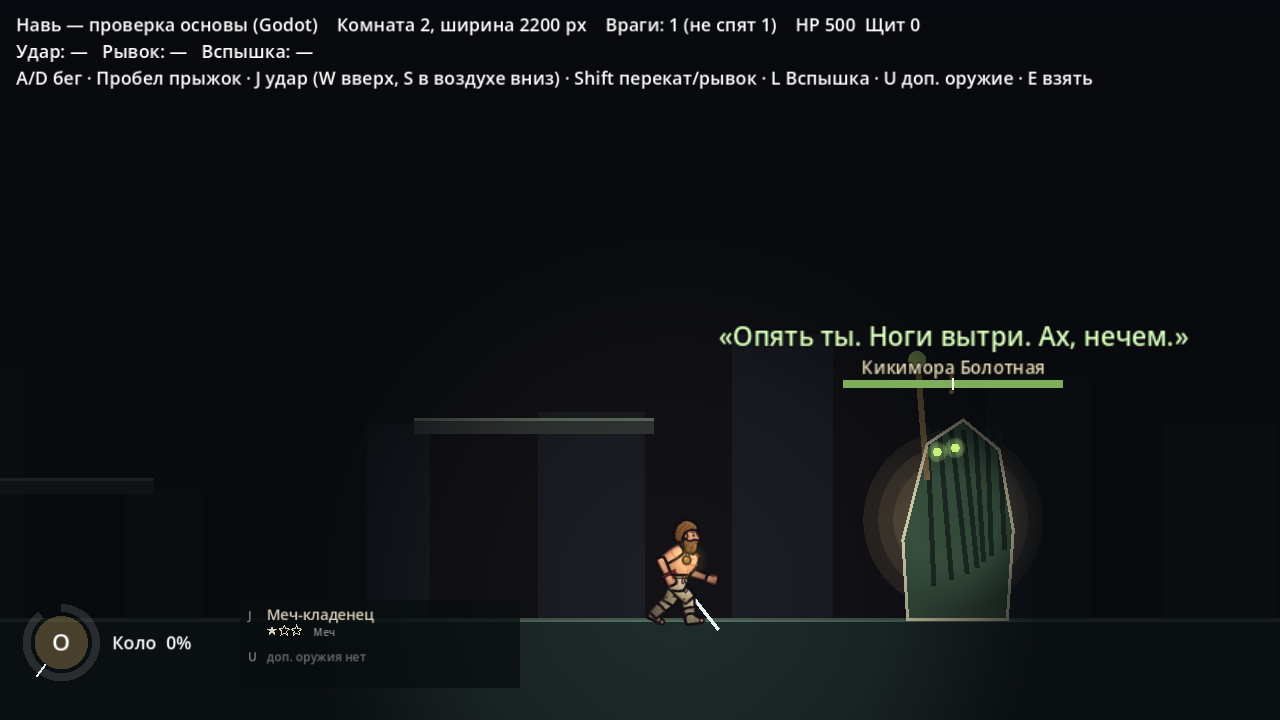 Навь — проверка основы (Godot) Комната 2, ширина 2200 px Враги: 1 (не спят 1) HP 500 Щит 0
Удар: — Рывок: — Вспышка: —
A/D бег · Пробел прыжок · J удар (W вверх, S в воздухе вниз) · Shift перекат/рывок · L Вспышка · U доп. оружие · E взять
«Опять ты. Ноги вытри. Ах, нечем.»
Кикимора Болотная
J Меч-кладенец
★☆☆ Меч
О Коло 0%
U доп. оружия нет